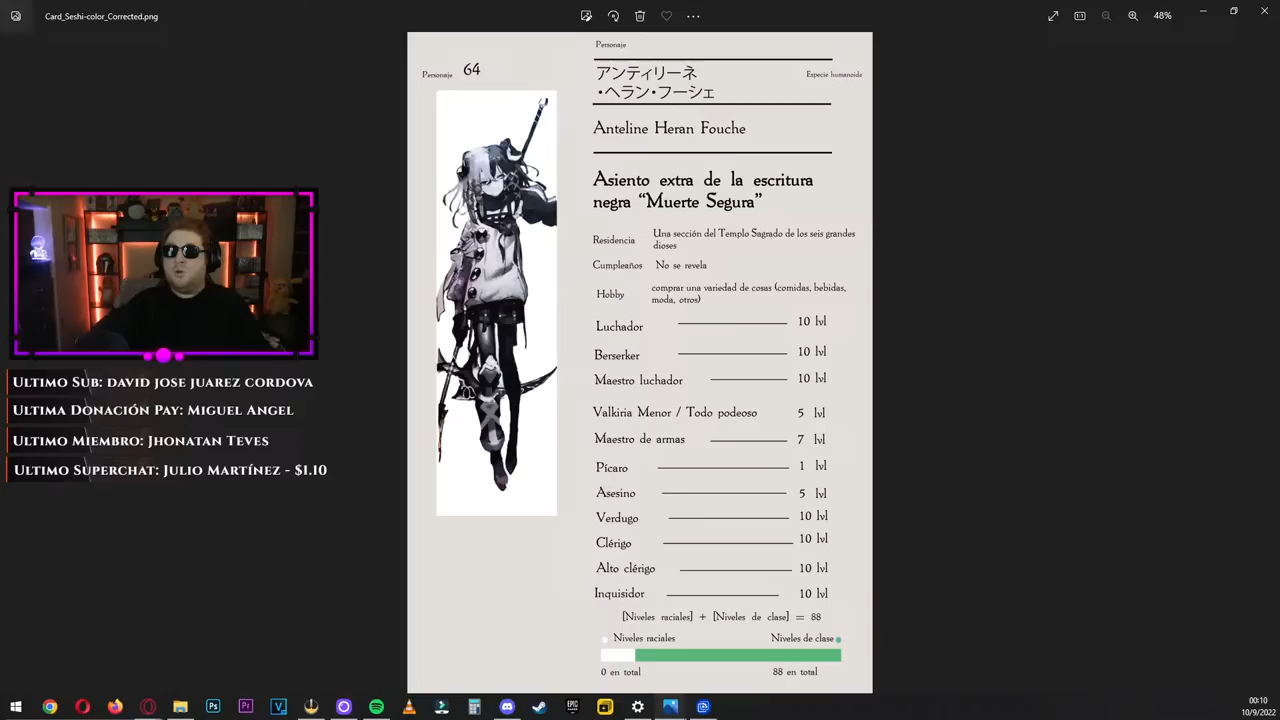 Card_Seshi-color_Corrected.png
48%
Personaje
Personaje 64
アンティリーネ
・ヘラン・フーシェ
Especie humanoide
Anteline Heran Fouche
Asiento extra de la escritura
negra “Muerte Segura”
Residencia Una sección del Templo Sagrado de los seis grandes
dioses
Cumpleaños No se revela
Hobby comprar una variedad de cosas (comidas, bebidas,
moda, otros)
Luchador 10 lvl
Berserker 10 lvl
Maestro luchador 10 lvl
Valkiria Menor / Todo podeoso 5 lvl
Maestro de armas 7 lvl
Pícaro 1 lvl
Asesino 5 lvl
Verdugo 10 lvl
Clérigo 10 lvl
Alto clérigo 10 lvl
Inquisidor 10 lvl
[Niveles raciales] + [Niveles de clase] = 88
Niveles raciales Niveles de clase
0 en total 88 en total
Ultimo Sub: david jose juarez cordova
Ultima Donación Pay: Miguel Angel
Ultimo Miembro: Jhonatan Teves
Ultimo Superchat: Julio Martínez - $1.10
00:10
10/9/2022